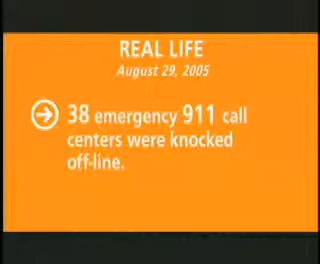 REAL LIFE
August 29, 2005
38 emergency 911 call
centers were knocked
off-line.